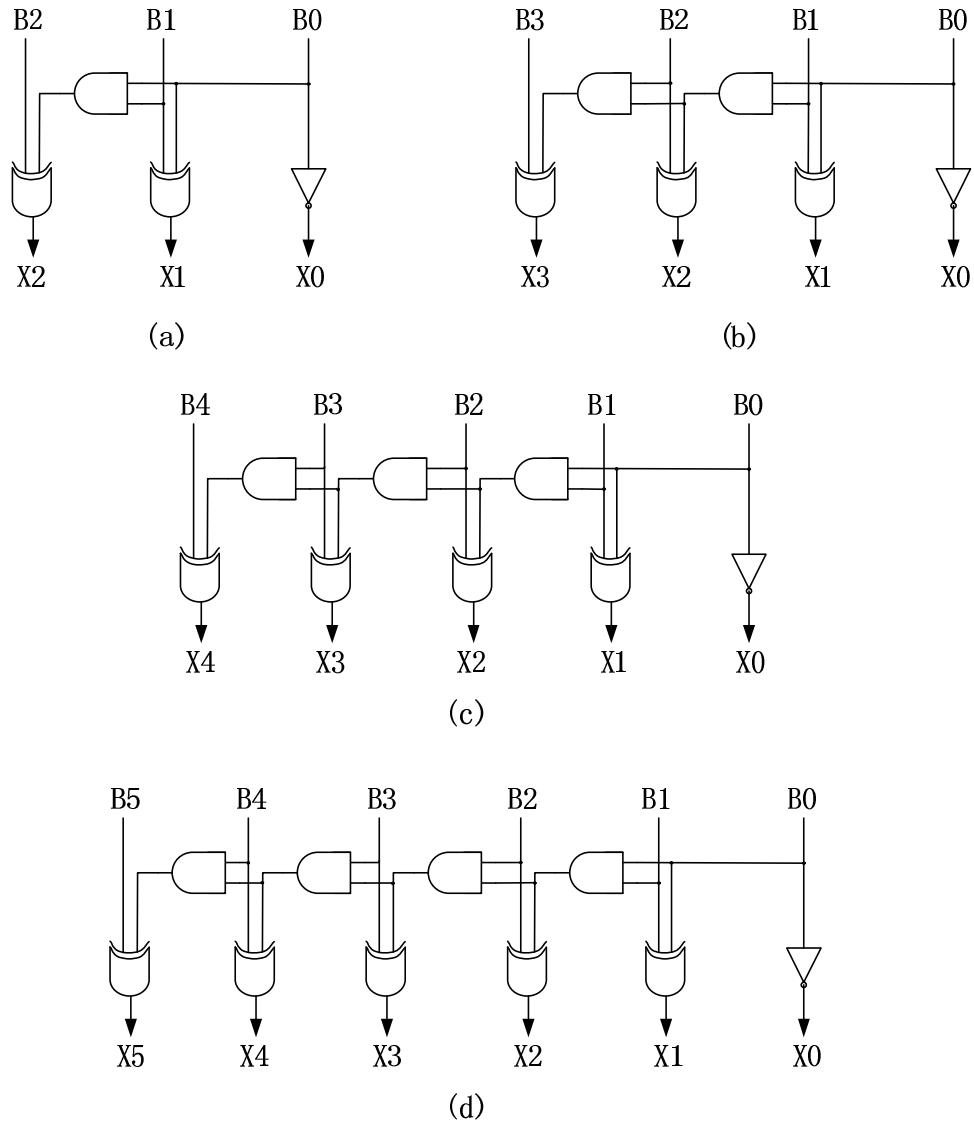 B2 B1 B0
X2 X1 X0
(a)
B3 B2 B1 B0
X3 X2 X1 X0
(b)
B4 B3 B2 B1 B0
X4 X3 X2 X1 X0
(c)
B5 B4 B3 B2 B1 B0
X5 X4 X3 X2 X1 X0
(d)